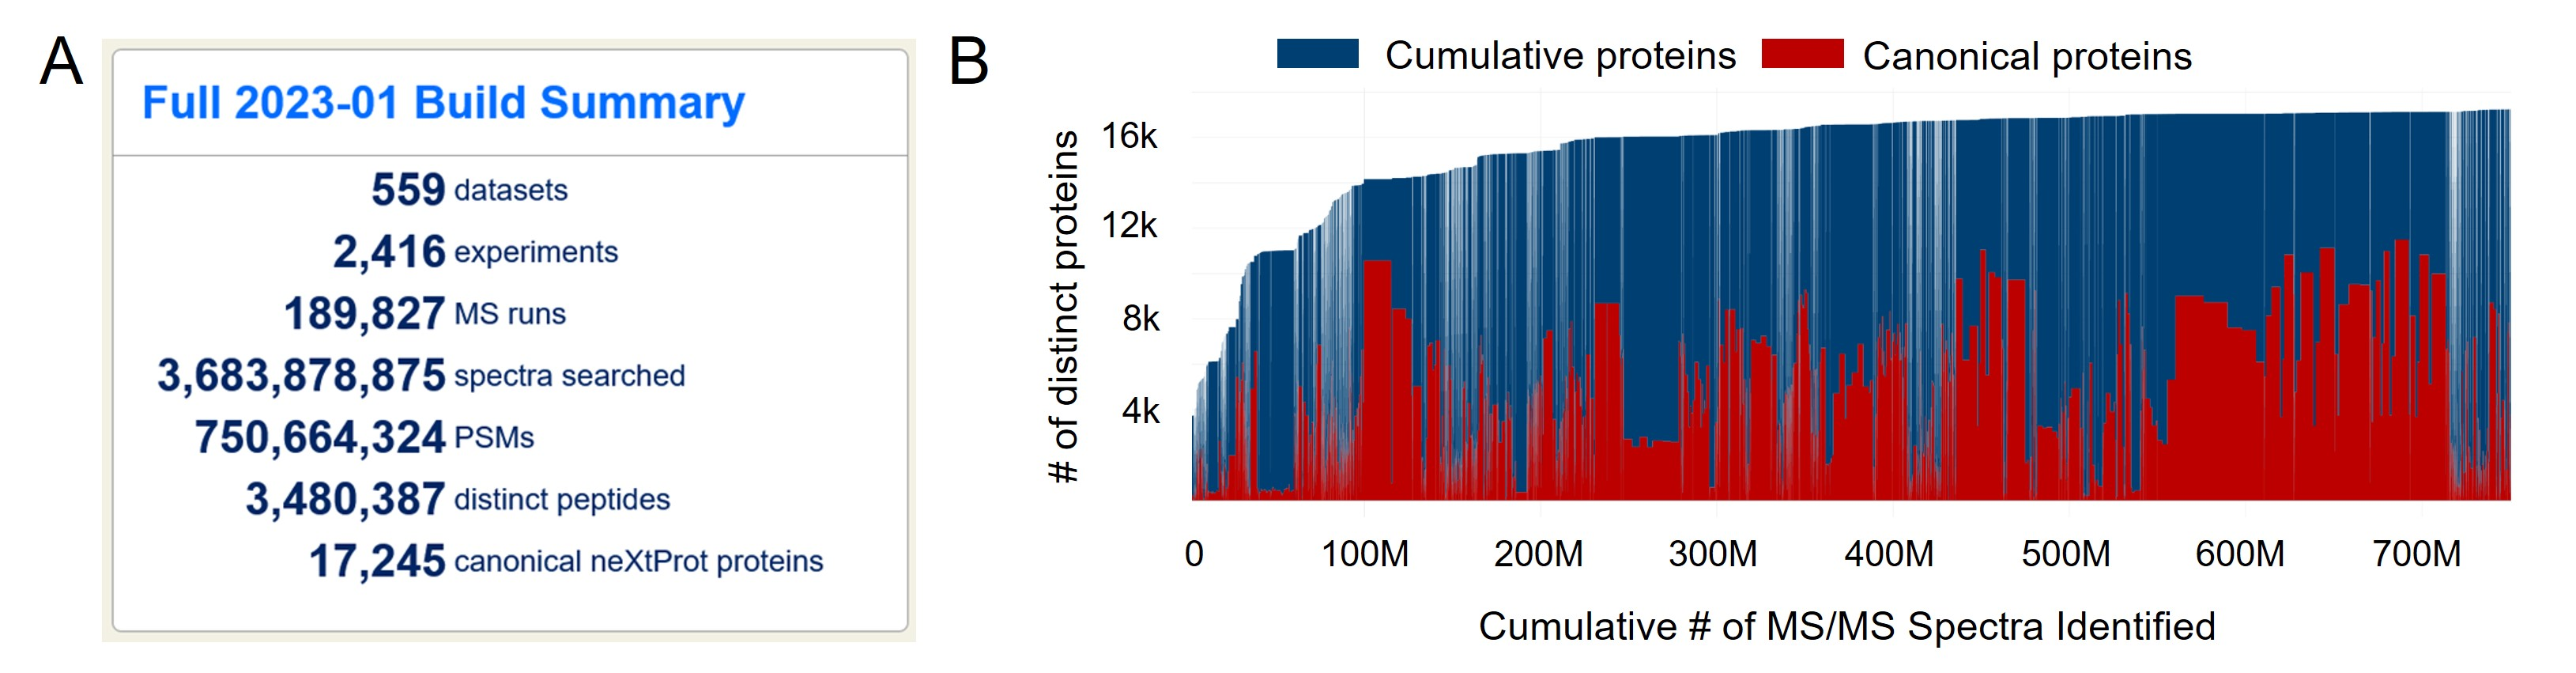 A
Full 2023-01 Build Summary
559 datasets
2,416 experiments
189,827 MS runs
3,683,878,875 spectra searched
750,664,324 PSMs
3,480,387 distinct peptides
17,245 canonical neXtProt proteins
B
Cumulative proteins Canonical proteins
# of distinct proteins
16k
12k
8k
4k
0 100M 200M 300M 400M 500M 600M 700M
Cumulative # of MS/MS Spectra Identified